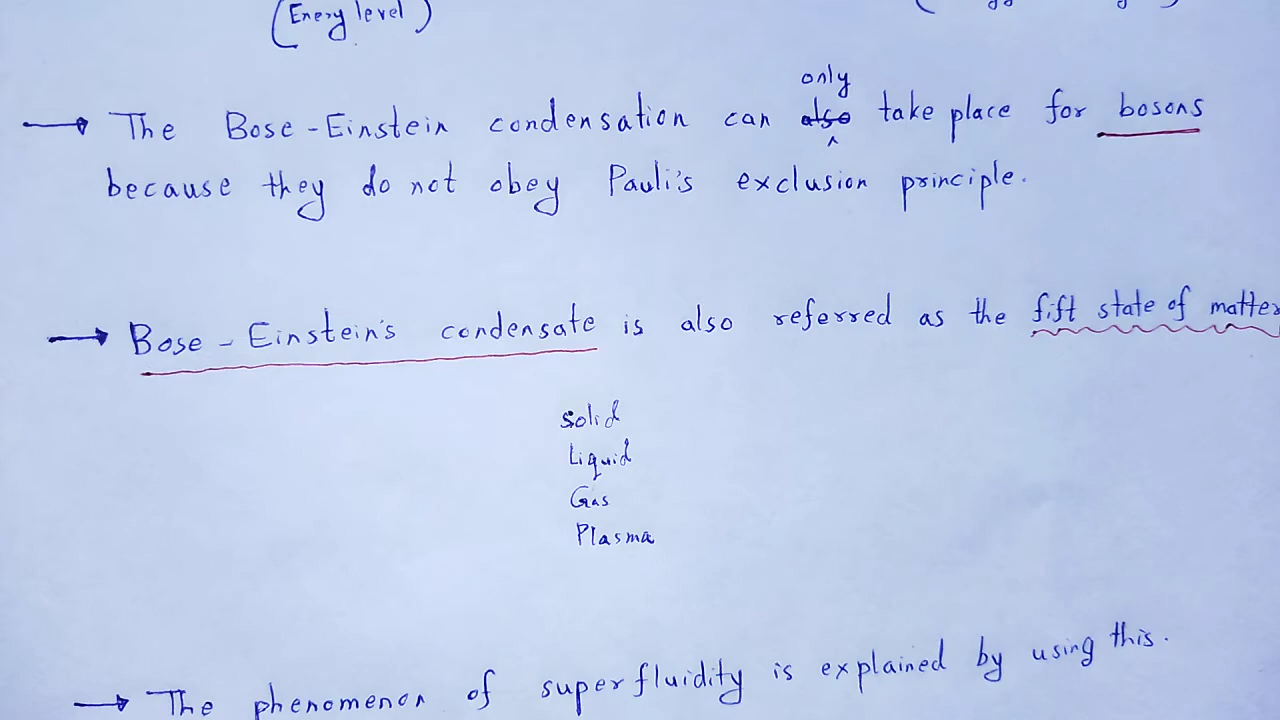 (Energy level)
only
→ The Bose-Einstein condensation can also take place for bosons
because they do not obey Pauli's exclusion principle.
→ Bose-Einstein's condensate is also referred as the fift state of matter
Solid
Liquid
Gas
Plasma
→ The phenomenon of superfluidity is explained by using this.